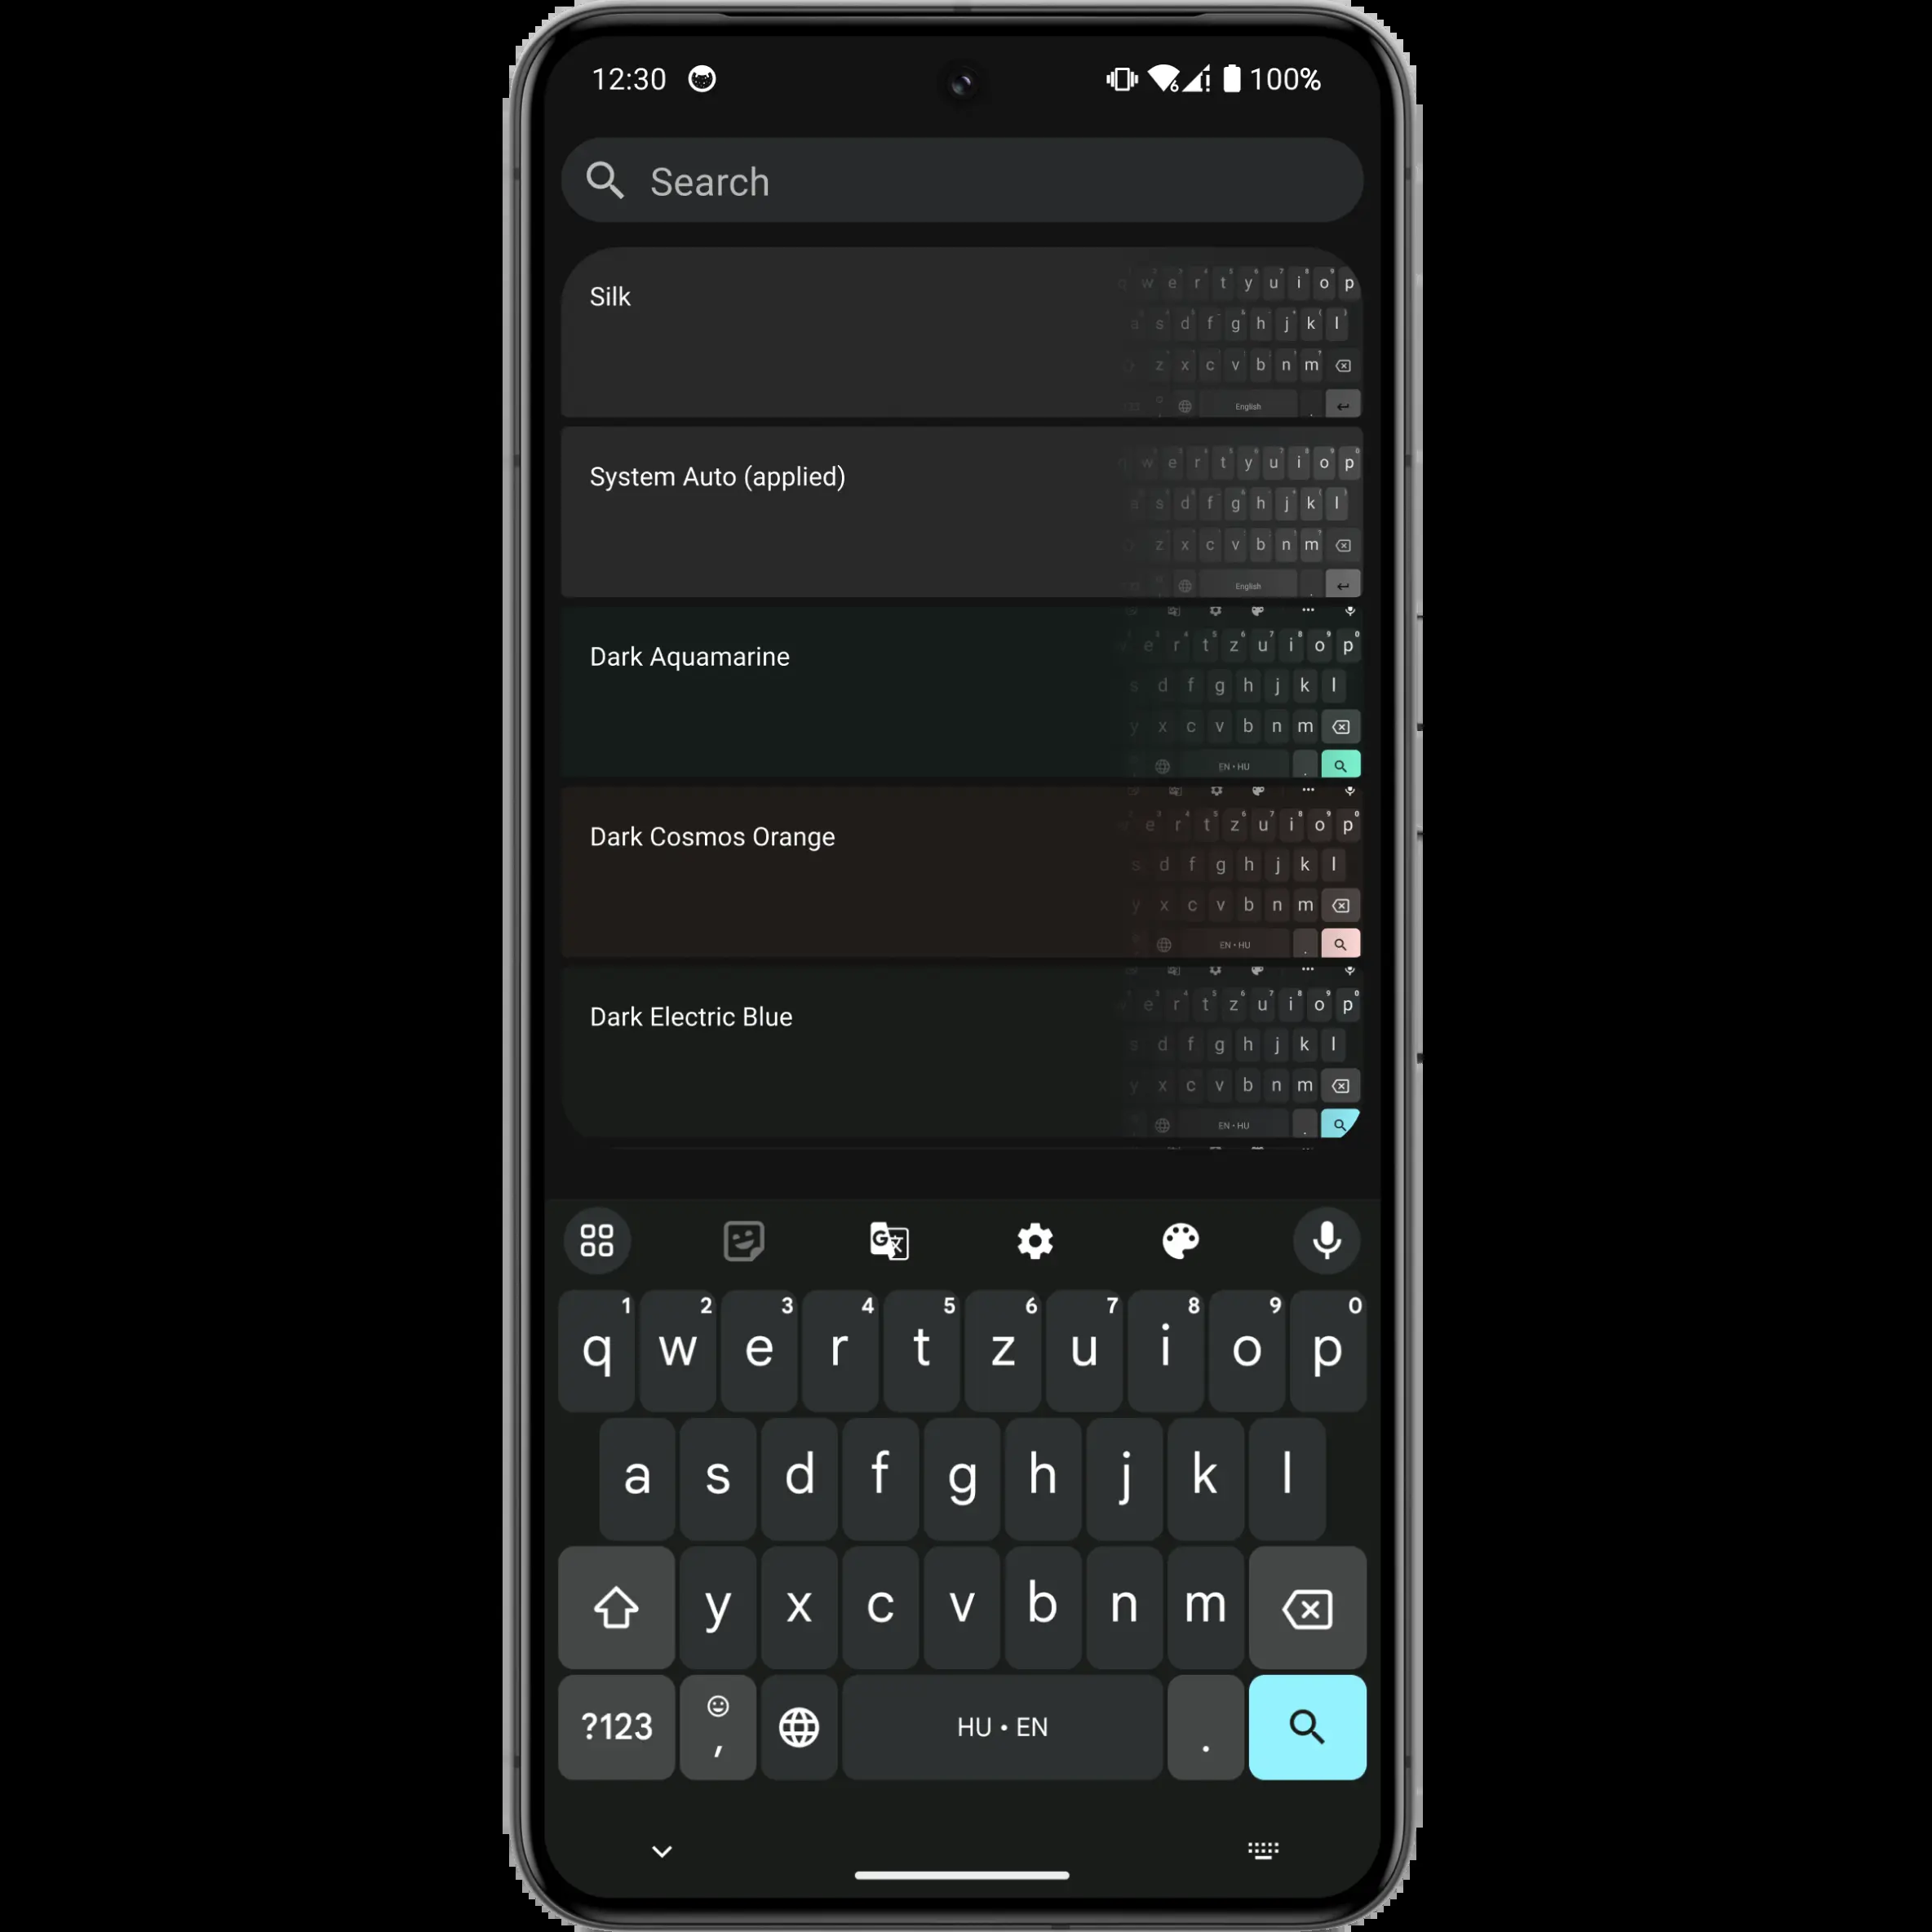 12:30 100%
Search
Silk
q w e r t y u i o p
a s d f g h j k l
z x c v b n m
English .
System Auto (applied)
w e r t y u i o p
a s d f g h j k l
z x c v b n m
English .
Dark Aquamarine
e r t z u i o p
s d f g h j k l
y x c v b n m
EN • HU .
Dark Cosmos Orange
e r t z u i o p
s d f g h j k l
y x c v b n m
EN • HU .
Dark Electric Blue
e r t z u i o p
s d f g h j k l
y x c v b n m
EN • HU .
1 2 3 4 5 6 7 8 9 0
q w e r t z u i o p
a s d f g h j k l
y x c v b n m
?123 , HU • EN .